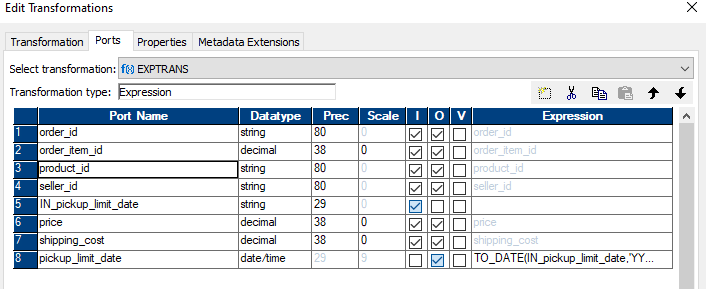 Edit Transformations
Transformation Ports Properties Metadata Extensions
Select transformation: f(x) EXPTRANS
Transformation type: Expression
Port Name Datatype Prec Scale I O V Expression
1 order_id string 80 0 order_id
2 order_item_id decimal 38 0 order_item_id
3 product_id string 80 0 product_id
4 seller_id string 80 0 seller_id
5 IN_pickup_limit_date string 29 0
6 price decimal 38 0 price
7 shipping_cost decimal 38 0 shipping_cost
8 pickup_limit_date date/time 29 9 TO_DATE(IN_pickup_limit_date,'YY...